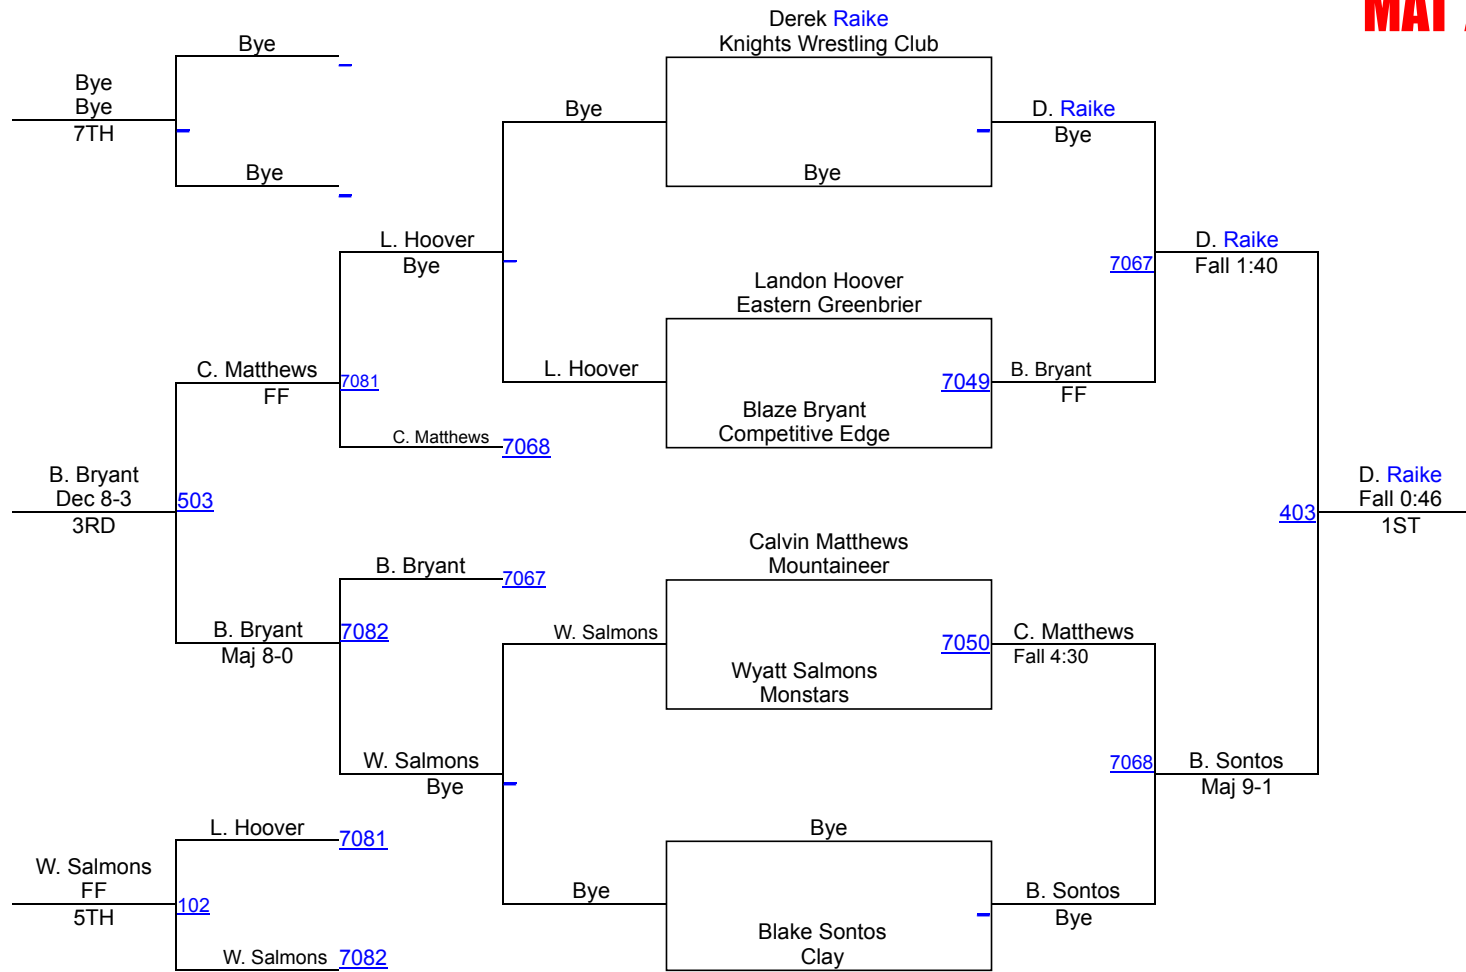 MAT
Derek Raike
Knights Wrestling Club
Bye
Bye
Bye
7TH
Bye
Bye
D. Raike
Bye
Bye
L. Hoover
Bye
Landon Hoover
Eastern Greenbrier
7067
D. Raike
Fall 1:40
C. Matthews
FF
7081
L. Hoover
Blaze Bryant
Competitive Edge
7049
B. Bryant
FF
C. Matthews
7068
B. Bryant
Dec 8-3
3RD
503
403
D. Raike
Fall 0:46
1ST
Calvin Matthews
Mountaineer
B. Bryant
7067
B. Bryant
Maj 8-0
7082
W. Salmons
Wyatt Salmons
Monstars
7050
C. Matthews
Fall 4:30
W. Salmons
Bye
7068
B. Sontos
Maj 9-1
L. Hoover
7081
Bye
W. Salmons
FF
5TH
102
Bye
B. Sontos
Bye
W. Salmons
7082
Blake Sontos
Clay